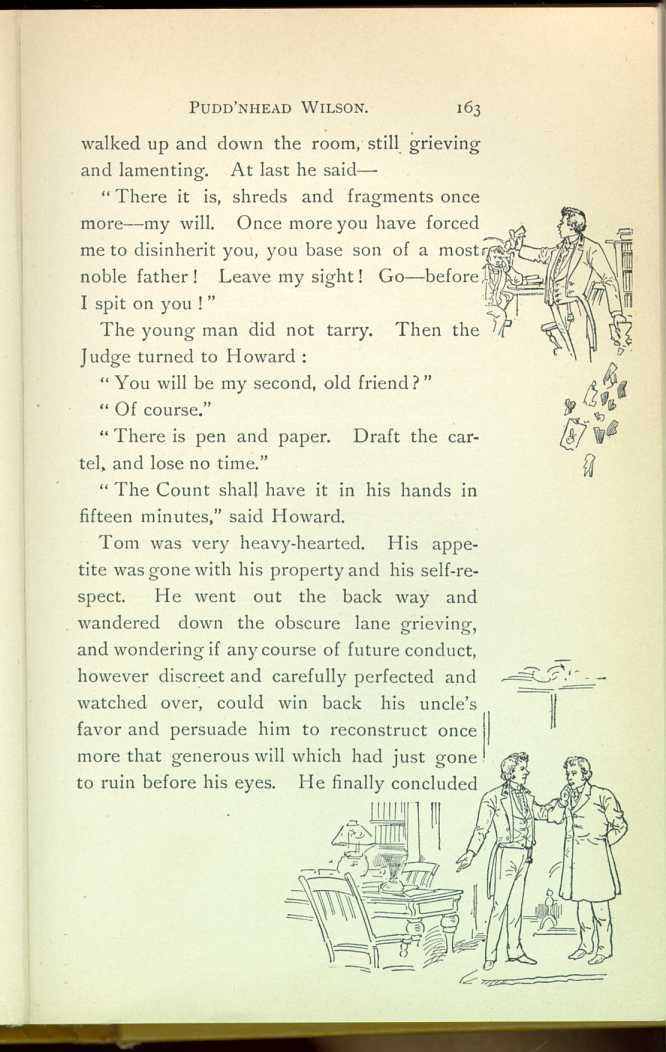 PUDD'NHEAD WILSON. 163
walked up and down the room, still grieving
and lamenting. At last he said—
“There it is, shreds and fragments once
more—my will. Once more you have forced
me to disinherit you, you base son of a most
noble father! Leave my sight! Go—before
I spit on you!”
The young man did not tarry. Then the
Judge turned to Howard:
“You will be my second, old friend?”
“Of course.”
“There is pen and paper. Draft the car-
tel, and lose no time.”
“The Count shall have it in his hands in
fifteen minutes,” said Howard.
Tom was very heavy-hearted. His appe-
tite was gone with his property and his self-re-
spect. He went out the back way and
wandered down the obscure lane grieving,
and wondering if any course of future conduct,
however discreet and carefully perfected and
watched over, could win back his uncle's
favor and persuade him to reconstruct once
more that generous will which had just gone
to ruin before his eyes. He finally concluded